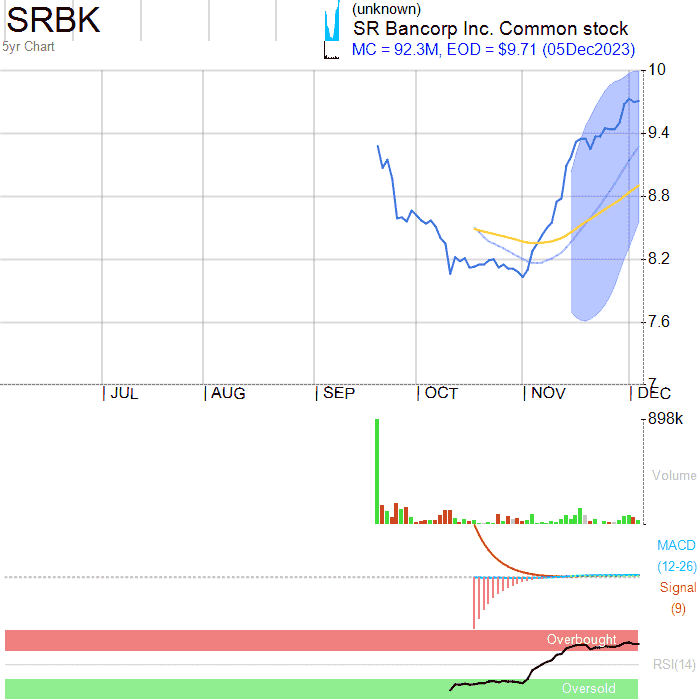 SRBK
(unknown)
SR Bancorp Inc. Common stock
5yr Chart
MC = 92.3M, EOD = $9.71 (05Dec2023)
10
9.4
8.8
8.2
7.6
7
JUL AUG SEP OCT NOV DEC
898k
Volume
MACD
(12-26)
Signal
(9)
Overbought
RSI(14)
Oversold